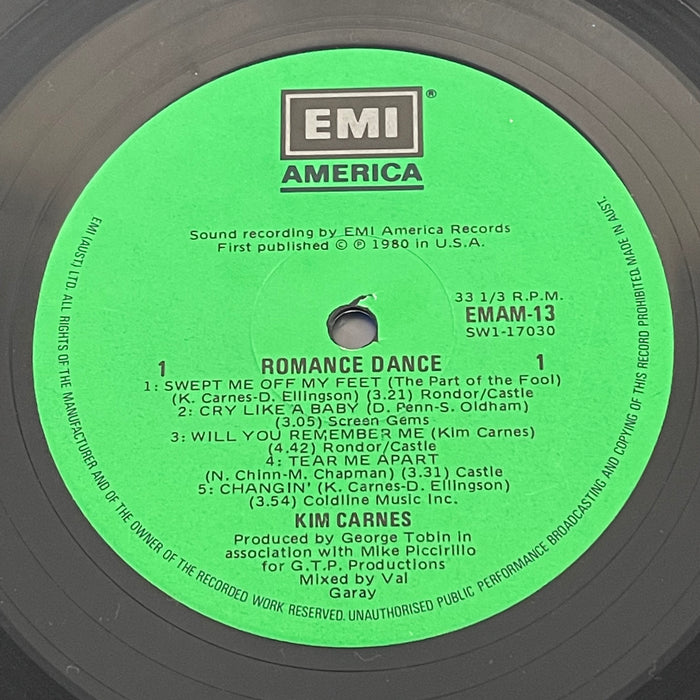 EMI®
AMERICA
Sound recording by EMI America Records
First published © ℗ 1980 in U.S.A.
33 1/3 R.P.M.
EMAM-13
SW1-17030
1 ROMANCE DANCE 1
1: SWEPT ME OFF MY FEET (The Part of the Fool)
(K. Carnes-D. Ellingson) (3.21) Rondor/Castle
2: CRY LIKE A BABY (D. Penn-S. Oldham)
(3.05) Screen Gems
3: WILL YOU REMEMBER ME (Kim Carnes)
(4.42) Rondor/Castle
4: TEAR ME APART
(N. Chinn-M. Chapman) (3.31) Castle
5: CHANGIN' (K. Carnes-D. Ellingson)
(3.54) Coldline Music Inc.
KIM CARNES
Produced by George Tobin in
association with Mike Piccirillo
for G.T.P. Productions
Mixed by Val
Garay
EMI (AUST.) LTD. ALL RIGHTS OF THE MANUFACTURER AND OF THE OWNER OF THE RECORDED WORK RESERVED. UNAUTHORISED PUBLIC PERFORMANCE BROADCASTING AND COPYING OF THIS RECORD PROHIBITED. MADE IN AUST.